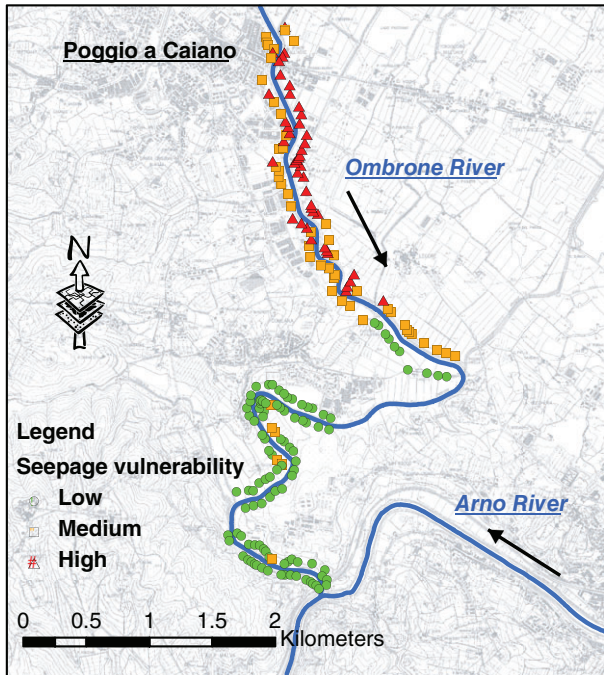 Poggio a Caiano
Ombrone River
N
Legend
Seepage vulnerability
Low
Medium
High
Arno River
0 0.5 1 1.5 2
Kilometers